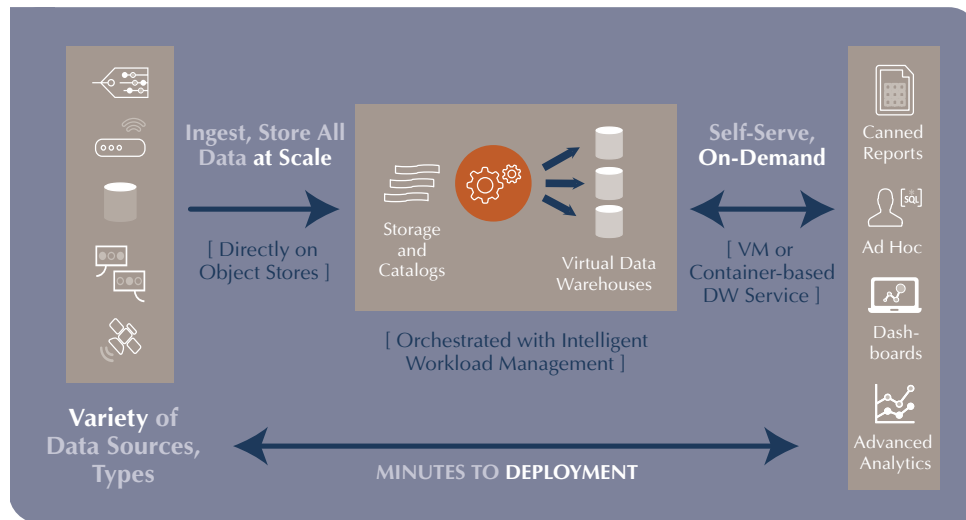 Variety of
Data Sources,
Types
Ingest, Store All
Data at Scale
[ Directly on
Object Stores ]
Storage
and
Catalogs
Virtual Data
Warehouses
[ Orchestrated with Intelligent
Workload Management ]
Self-Serve,
On-Demand
[ VM or
Container-based
DW Service ]
Canned
Reports
[SQL]
Ad Hoc
Dash-
boards
Advanced
Analytics
MINUTES TO DEPLOYMENT